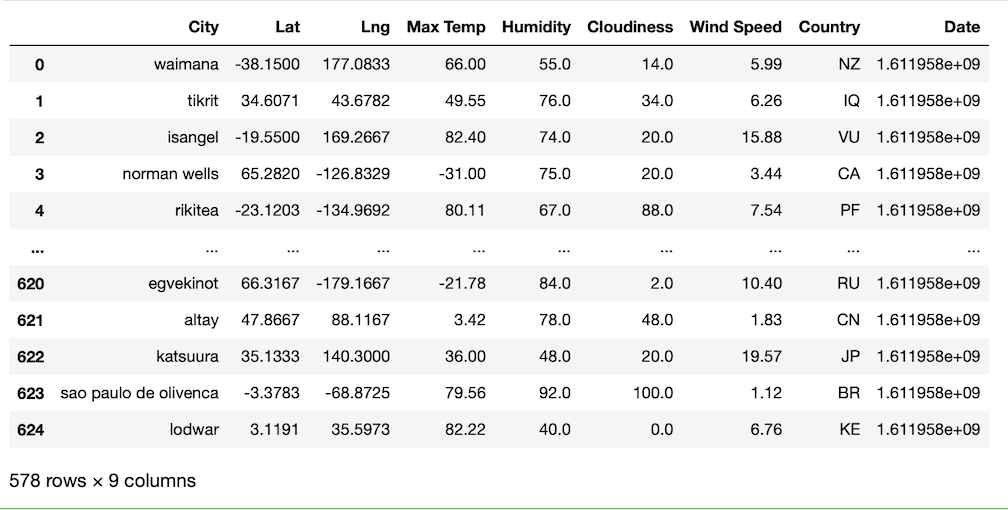 City Lat Lng Max Temp Humidity Cloudiness Wind Speed Country Date
0 waimana -38.1500 177.0833 66.00 55.0 14.0 5.99 NZ 1.611958e+09
1 tikrit 34.6071 43.6782 49.55 76.0 34.0 6.26 IQ 1.611958e+09
2 isangel -19.5500 169.2667 82.40 74.0 20.0 15.88 VU 1.611958e+09
3 norman wells 65.2820 -126.8329 -31.00 75.0 20.0 3.44 CA 1.611958e+09
4 rikitea -23.1203 -134.9692 80.11 67.0 88.0 7.54 PF 1.611958e+09
... ... ... ... ... ... ... ... ... ...
620 egvekinot 66.3167 -179.1667 -21.78 84.0 2.0 10.40 RU 1.611958e+09
621 altay 47.8667 88.1167 3.42 78.0 48.0 1.83 CN 1.611958e+09
622 katsuura 35.1333 140.3000 36.00 48.0 20.0 19.57 JP 1.611958e+09
623 sao paulo de olivenca -3.3783 -68.8725 79.56 92.0 100.0 1.12 BR 1.611958e+09
624 lodwar 3.1191 35.5973 82.22 40.0 0.0 6.76 KE 1.611958e+09
578 rows × 9 columns